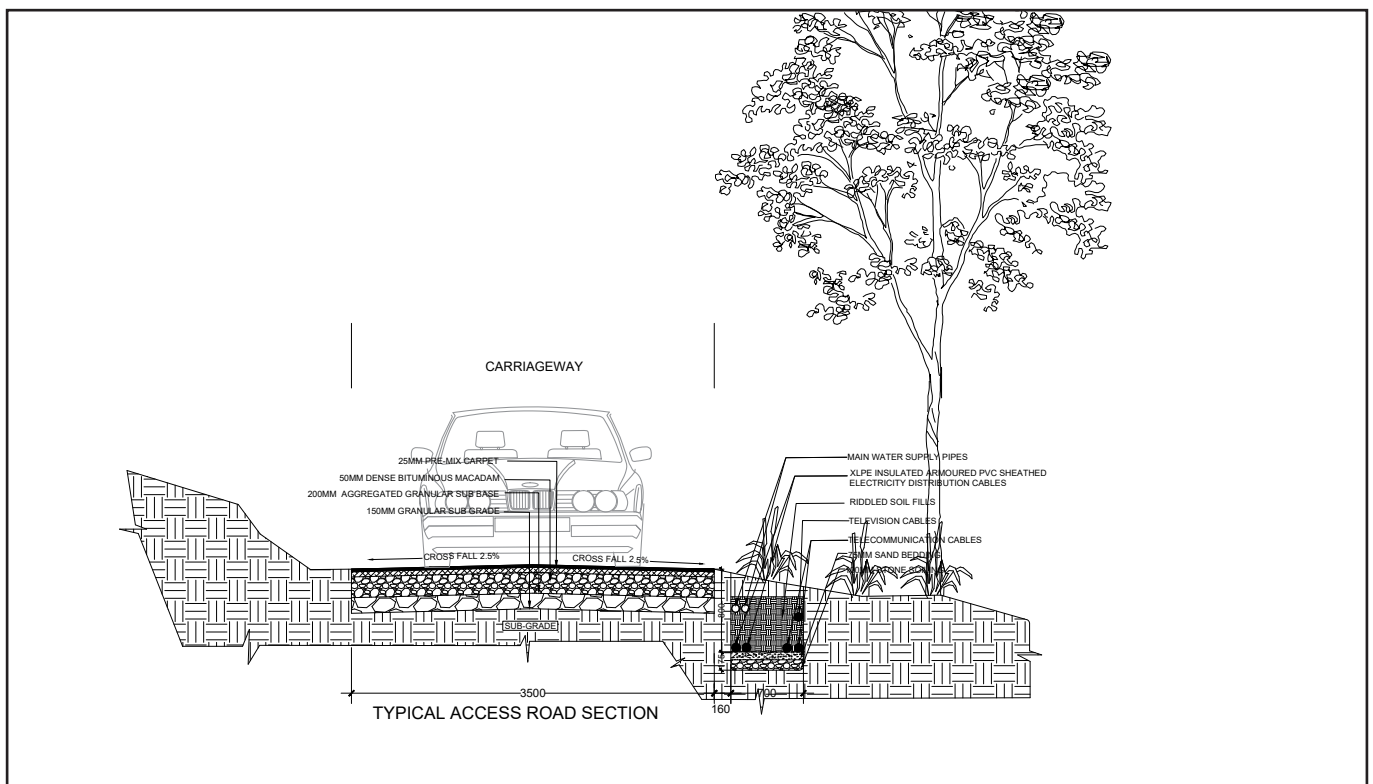 CARRIAGEWAY
25MM PRE-MIX CARPET
50MM DENSE BITUMINOUS MACADAM
200MM AGGREGATED GRANULAR SUB BASE
150MM GRANULAR SUB GRADE
CROSS FALL 2.5%
CROSS FALL 2.5%
SUB-GRADE
MAIN WATER SUPPLY PIPES
XLPE INSULATED ARMOURED PVC SHEATHED
ELECTRICITY DISTRIBUTION CABLES
RIDDLED SOIL FILLS
TELEVISION CABLES
TELECOMMUNICATION CABLES
75MM SAND BEDDING
800
75
3500
700
160
TYPICAL ACCESS ROAD SECTION